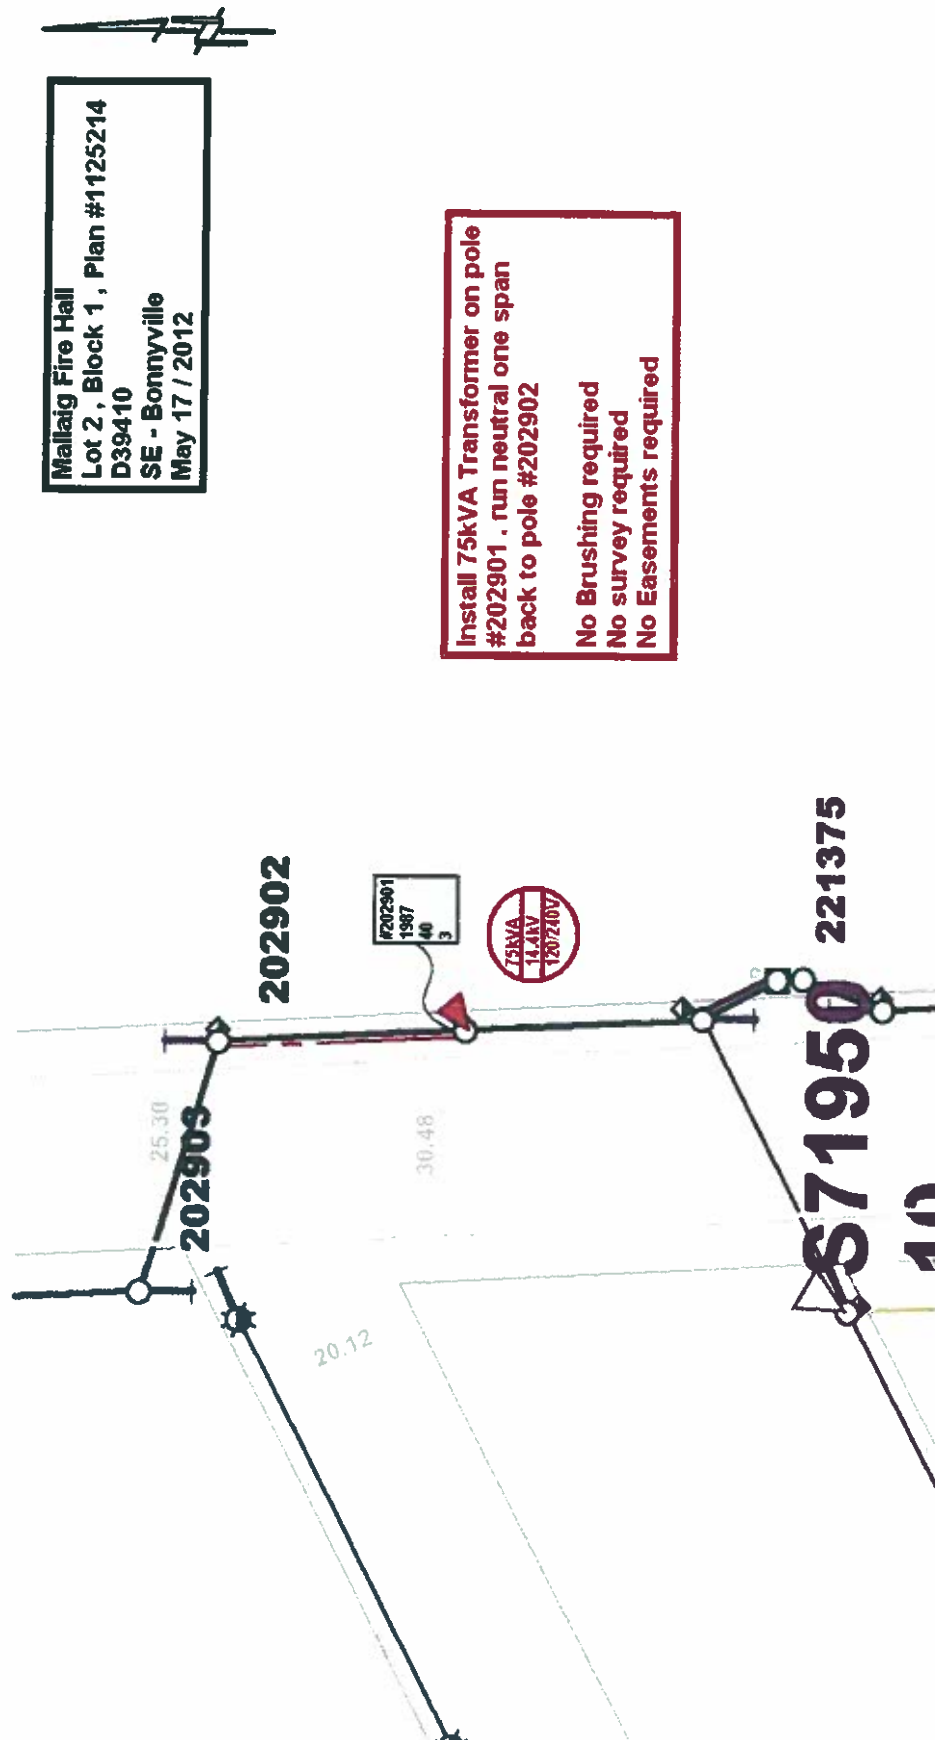 Mallaig Fire Hall
Lot 2 , Block 1 , Plan #1125214
D39410
SE - Bonnyville
May 17 / 2012
Install 75kVA Transformer on pole
#202901 . run neutral one span
back to pole #202902
No Brushing required
No survey required
No Easements required
202902
#202901
1987
40
3
75kVA
14.4kV
120/240V
221375
25.30
202903
30.48
S71950
20.12